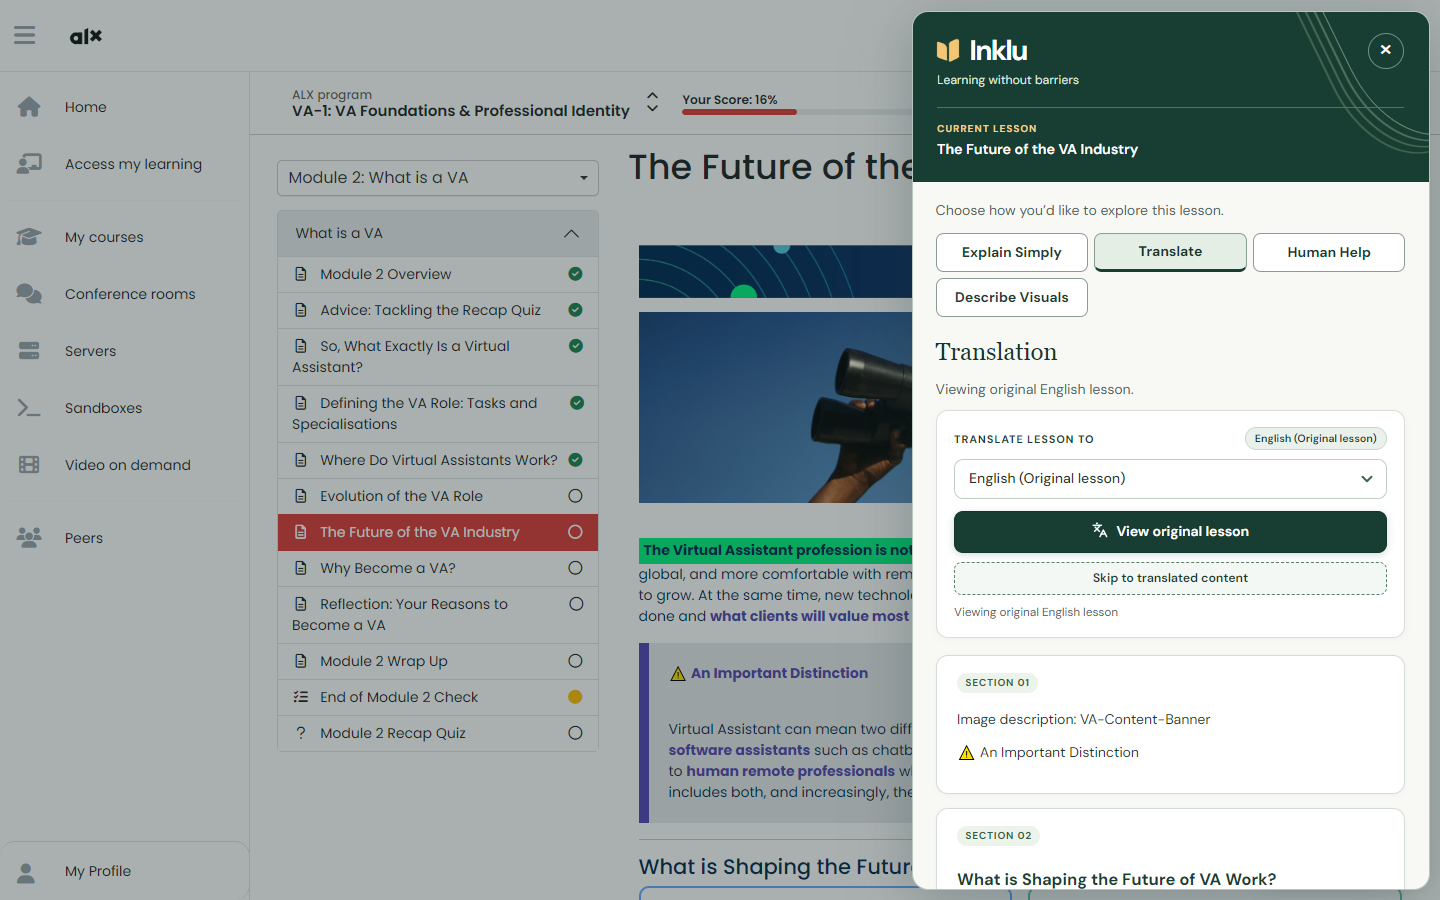 alx
Home
Access my learning
My courses
Conference rooms
Servers
Sandboxes
Video on demand
Peers
My Profile
ALX program
VA-1: VA Foundations & Professional Identity
Your Score: 16%
Module 2: What is a VA
What is a VA
Module 2 Overview
Advice: Tackling the Recap Quiz
So, What Exactly Is a Virtual
Assistant?
Defining the VA Role: Tasks and
Specialisations
Where Do Virtual Assistants Work?
Evolution of the VA Role
The Future of the VA Industry
Why Become a VA?
Reflection: Your Reasons to
Become a VA
Module 2 Wrap Up
End of Module 2 Check
? Module 2 Recap Quiz
The Future of the
The Virtual Assistant profession is not
global, and more comfortable with rem
to grow. At the same time, new technol
done and what clients will value most
⚠ An Important Distinction
Virtual Assistant can mean two diff
software assistants such as chatb
to human remote professionals w
includes both, and increasingly, the
What is Shaping the Futur
Inklu
Learning without barriers
CURRENT LESSON
The Future of the VA Industry
Choose how you'd like to explore this lesson.
Explain Simply
Translate
Human Help
Describe Visuals
Translation
Viewing original English lesson.
TRANSLATE LESSON TO
English (Original lesson)
English (Original lesson)
View original lesson
Skip to translated content
Viewing original English lesson
SECTION 01
Image description: VA-Content-Banner
⚠ An Important Distinction
SECTION 02
What is Shaping the Future of VA Work?